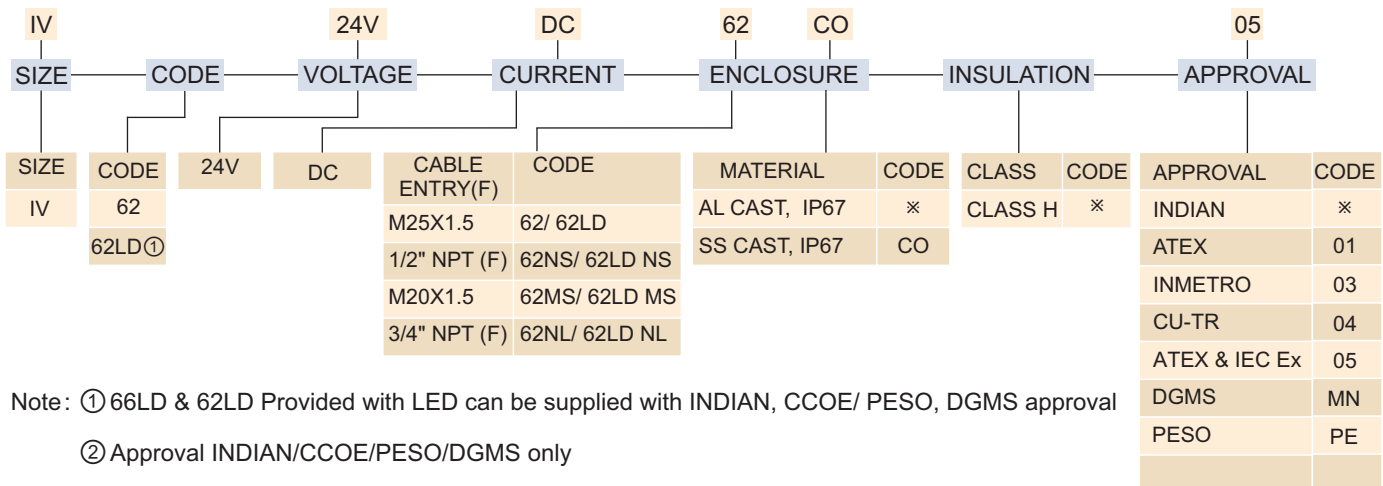 IV 24V DC 62 CO 05
SIZE CODE VOLTAGE CURRENT ENCLOSURE INSULATION APPROVAL
SIZE
IV
CODE
62
62LD①
24V
DC
CABLE ENTRY(F) CODE
M25X1.5 62/ 62LD
1/2" NPT (F) 62NS/ 62LD NS
M20X1.5 62MS/ 62LD MS
3/4" NPT (F) 62NL/ 62LD NL
MATERIAL CODE
AL CAST, IP67 ※
SS CAST, IP67 CO
CLASS CODE
CLASS H ※
APPROVAL CODE
INDIAN ※
ATEX 01
INMETRO 03
CU-TR 04
ATEX & IEC Ex 05
DGMS MN
PESO PE
Note: ① 66LD & 62LD Provided with LED can be supplied with INDIAN, CCOE/ PESO, DGMS approval
② Approval INDIAN/CCOE/PESO/DGMS only